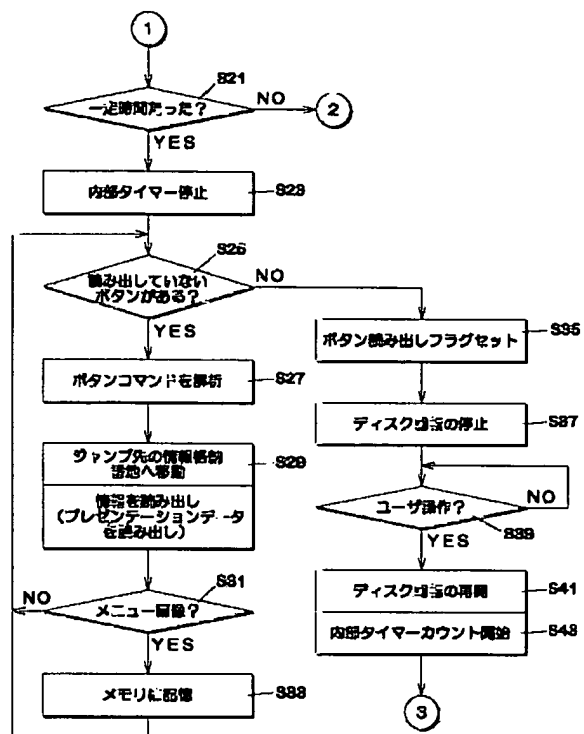 1
S21
一定時間たった?
NO
2
YES
内部タイマー停止
S23
S25
読み出していない
ボタンがある?
NO
YES
ボタンコマンドを解析
S27
ジャンプ先の情報格納
番地へ移動
S29
情報を読み出し
(プレゼンテーションデータ
を読み出し)
S31
NO
メニュー画像?
YES
メモリに記憶
S33
ボタン読み出しフラグセット
S35
ディスク回転の停止
S37
ユーザ操作?
NO
S39
YES
ディスク回転の再開
S41
内部タイマーカウント開始
S43
3